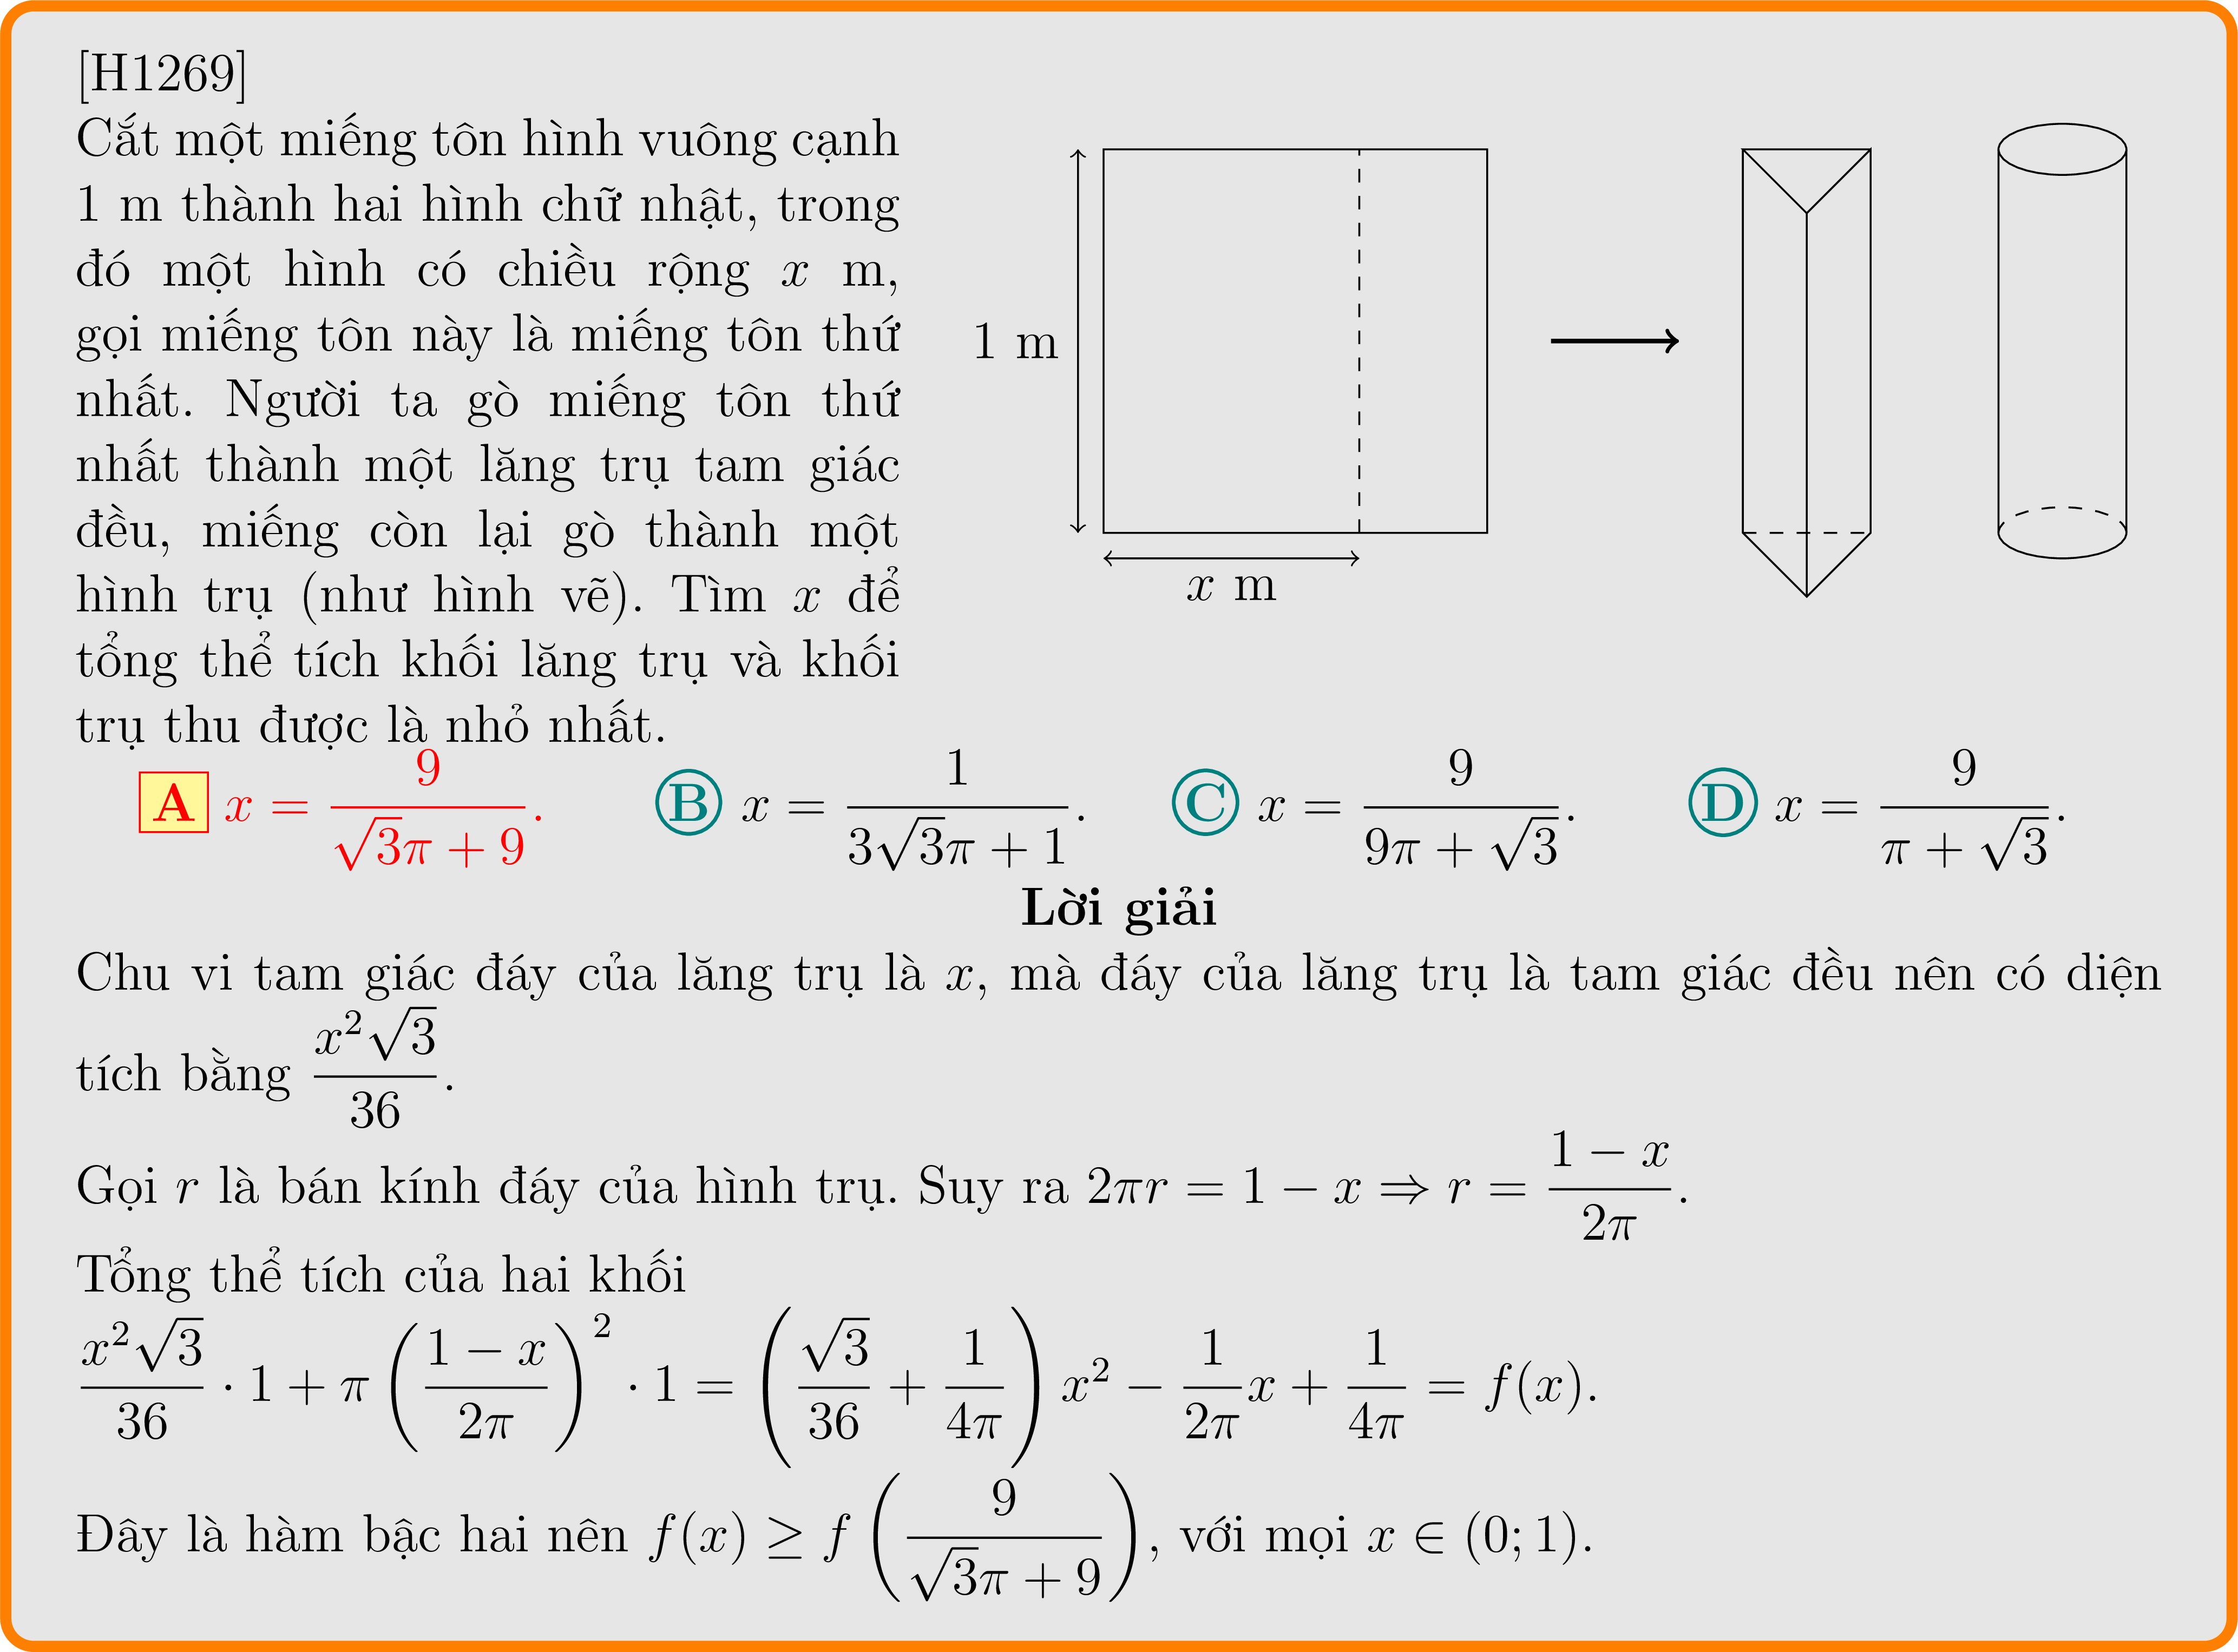 [H1269]
Cắt một miếng tôn hình vuông cạnh
1 m thành hai hình chữ nhật, trong
đó một hình có chiều rộng x m,
gọi miếng tôn này là miếng tôn thứ
nhất. Người ta gò miếng tôn thứ
nhất thành một lăng trụ tam giác
đều, miếng còn lại gò thành một
hình trụ (như hình vẽ). Tìm x để
tổng thể tích khối lăng trụ và khối
trụ thu được là nhỏ nhất.
1 m
x m
A x = \frac{9}{\sqrt{3}\pi + 9}. B x = \frac{1}{3\sqrt{3}\pi + 1}. C x = \frac{9}{9\pi + \sqrt{3}}. D x = \frac{9}{\pi + \sqrt{3}}.
Lời giải
Chu vi tam giác đáy của lăng trụ là x, mà đáy của lăng trụ là tam giác đều nên có diện
tích bằng \frac{x^2\sqrt{3}}{36}.
Gọi r là bán kính đáy của hình trụ. Suy ra 2\pi r = 1 − x ⇒ r = \frac{1 − x}{2\pi}.
Tổng thể tích của hai khối
\frac{x^2\sqrt{3}}{36} · 1 + \pi \left(\frac{1 − x}{2\pi}\right)^2 · 1 = \left(\frac{\sqrt{3}}{36} + \frac{1}{4\pi}\right) x^2 − \frac{1}{2\pi}x + \frac{1}{4\pi} = f(x).
Đây là hàm bậc hai nên f(x) ≥ f \left(\frac{9}{\sqrt{3}\pi + 9}\right), với mọi x ∈ (0; 1).